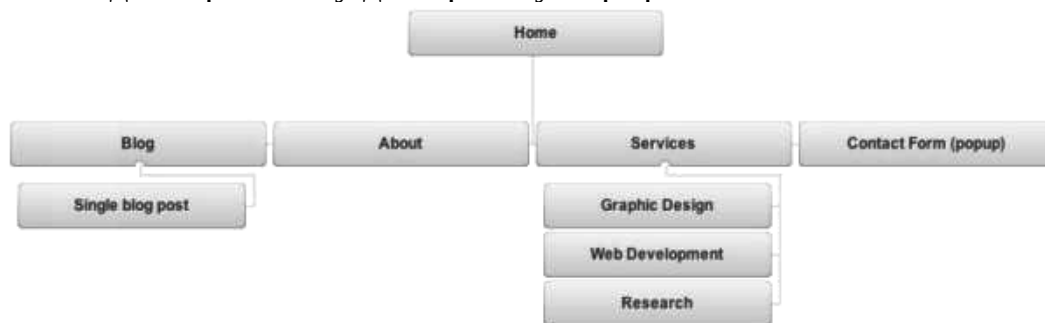 Home
Blog
About
Services
Contact Form (popup)
Single blog post
Graphic Design
Web Development
Research